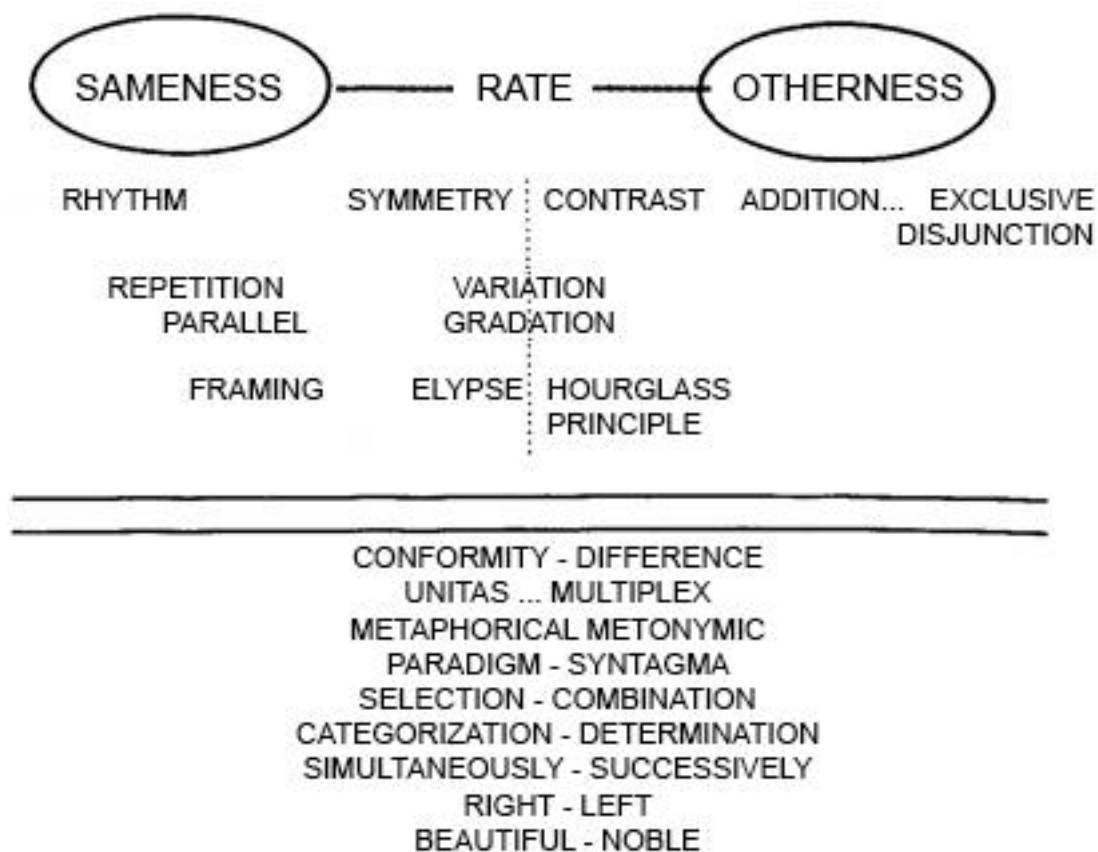 SAMENESS RATE OTHERNESS
RHYTHM SYMMETRY CONTRAST ADDITION... EXCLUSIVE
DISJUNCTION
REPETITION VARIATION
PARALLEL GRADATION
FRAMING ELYPSE HOURGLASS
PRINCIPLE
CONFORMITY - DIFFERENCE
UNITAS ... MULTIPLEX
METAPHORICAL METONYMIC
PARADIGM - SYNTAGMA
SELECTION - COMBINATION
CATEGORIZATION - DETERMINATION
SIMULTANEOUSLY - SUCCESSIVELY
RIGHT - LEFT
BEAUTIFUL - NOBLE